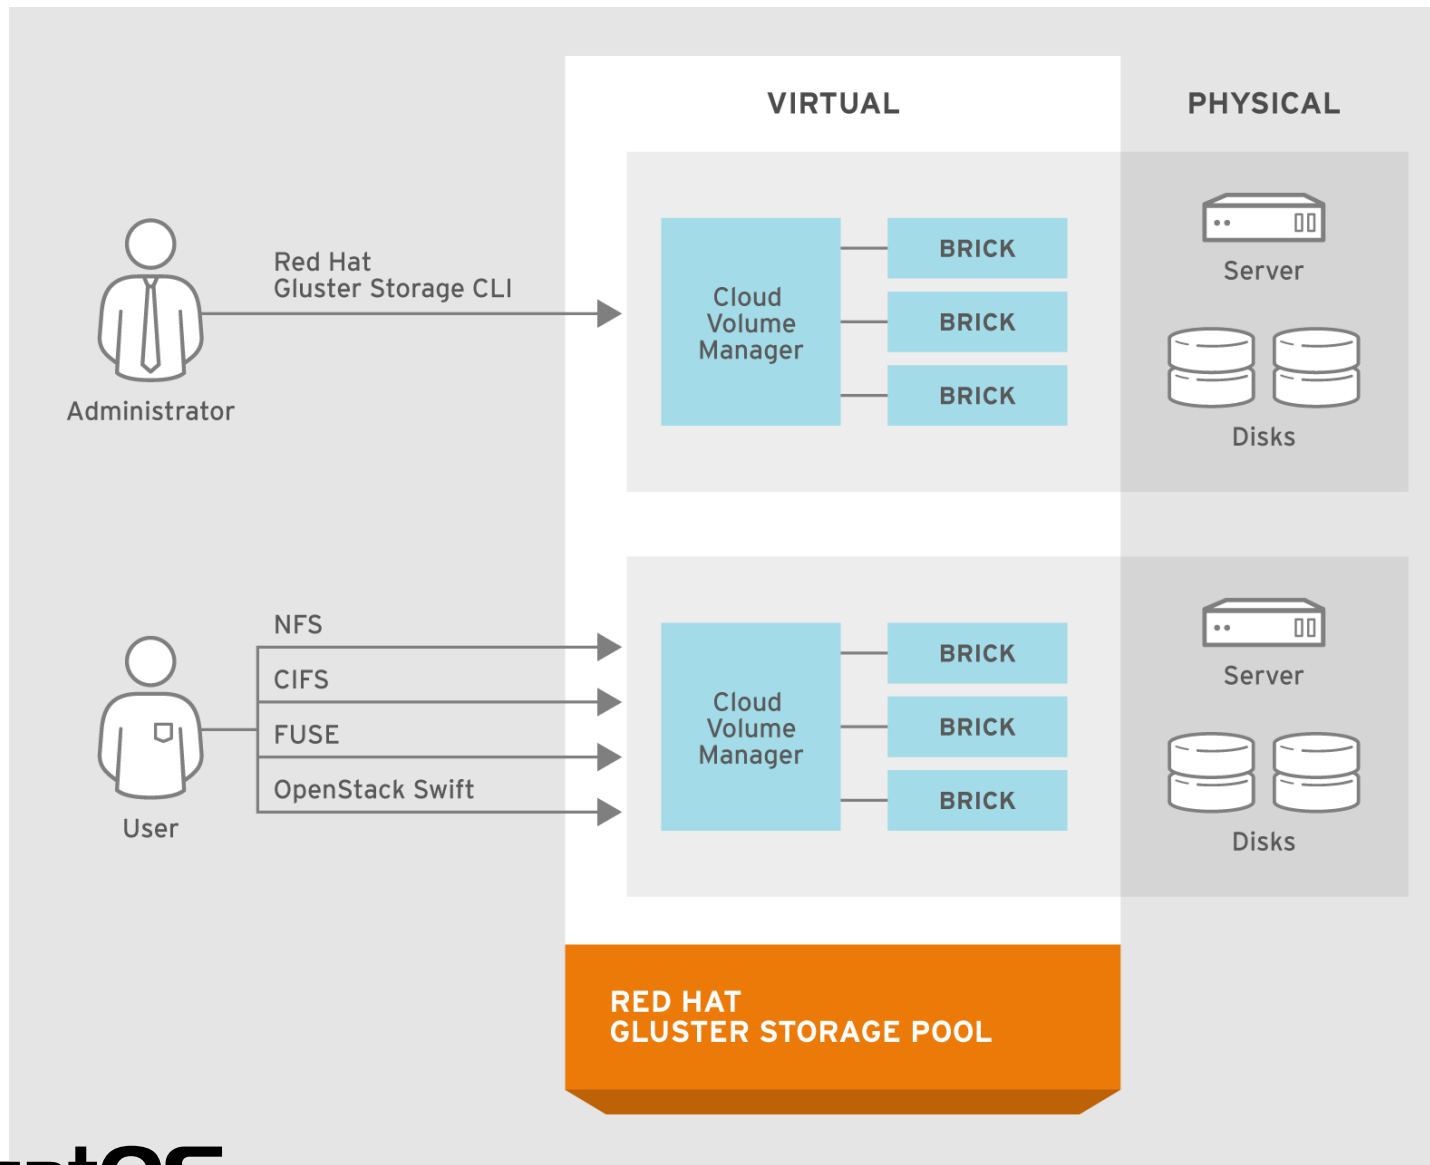 VIRTUAL
PHYSICAL
Red Hat
Gluster Storage CLI
Administrator
Cloud
Volume
Manager
BRICK
BRICK
BRICK
Server
Disks
NFS
CIFS
FUSE
OpenStack Swift
User
Cloud
Volume
Manager
BRICK
BRICK
BRICK
Server
Disks
RED HAT
GLUSTER STORAGE POOL